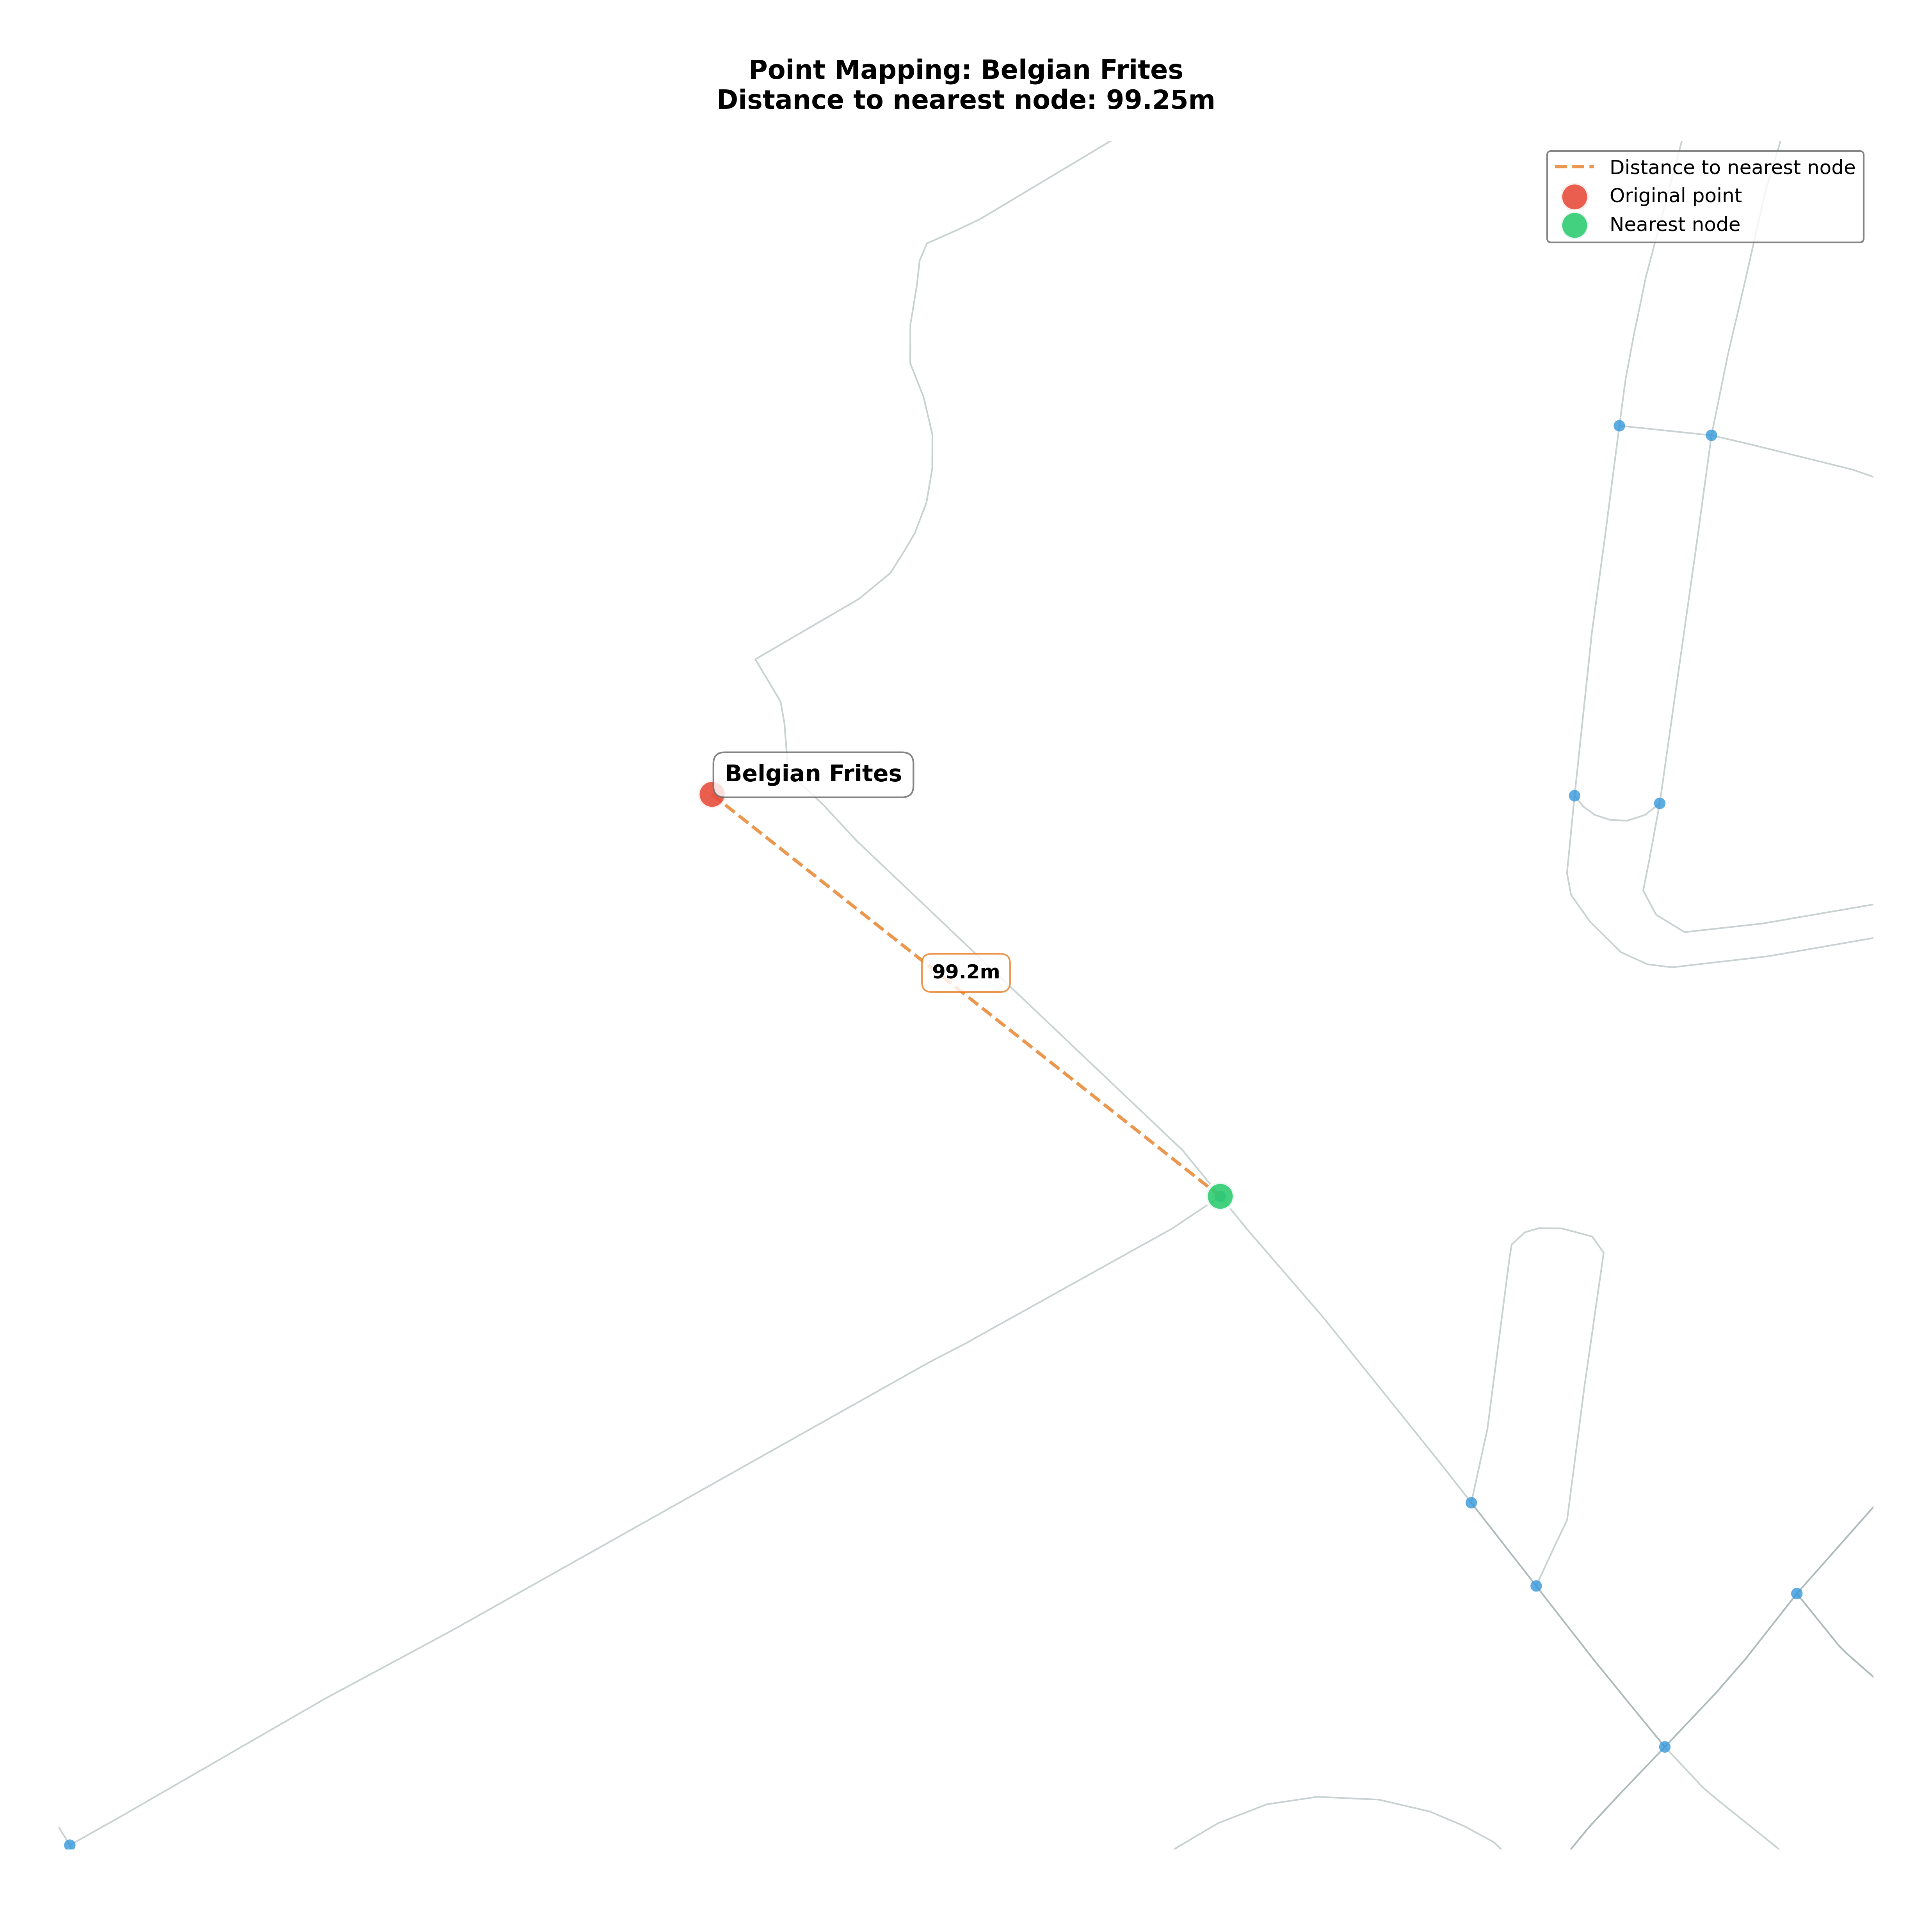 Point Mapping: Belgian Frites
Distance to nearest node: 99.25m
Distance to nearest node
Original point
Nearest node
Belgian Frites
99.2m